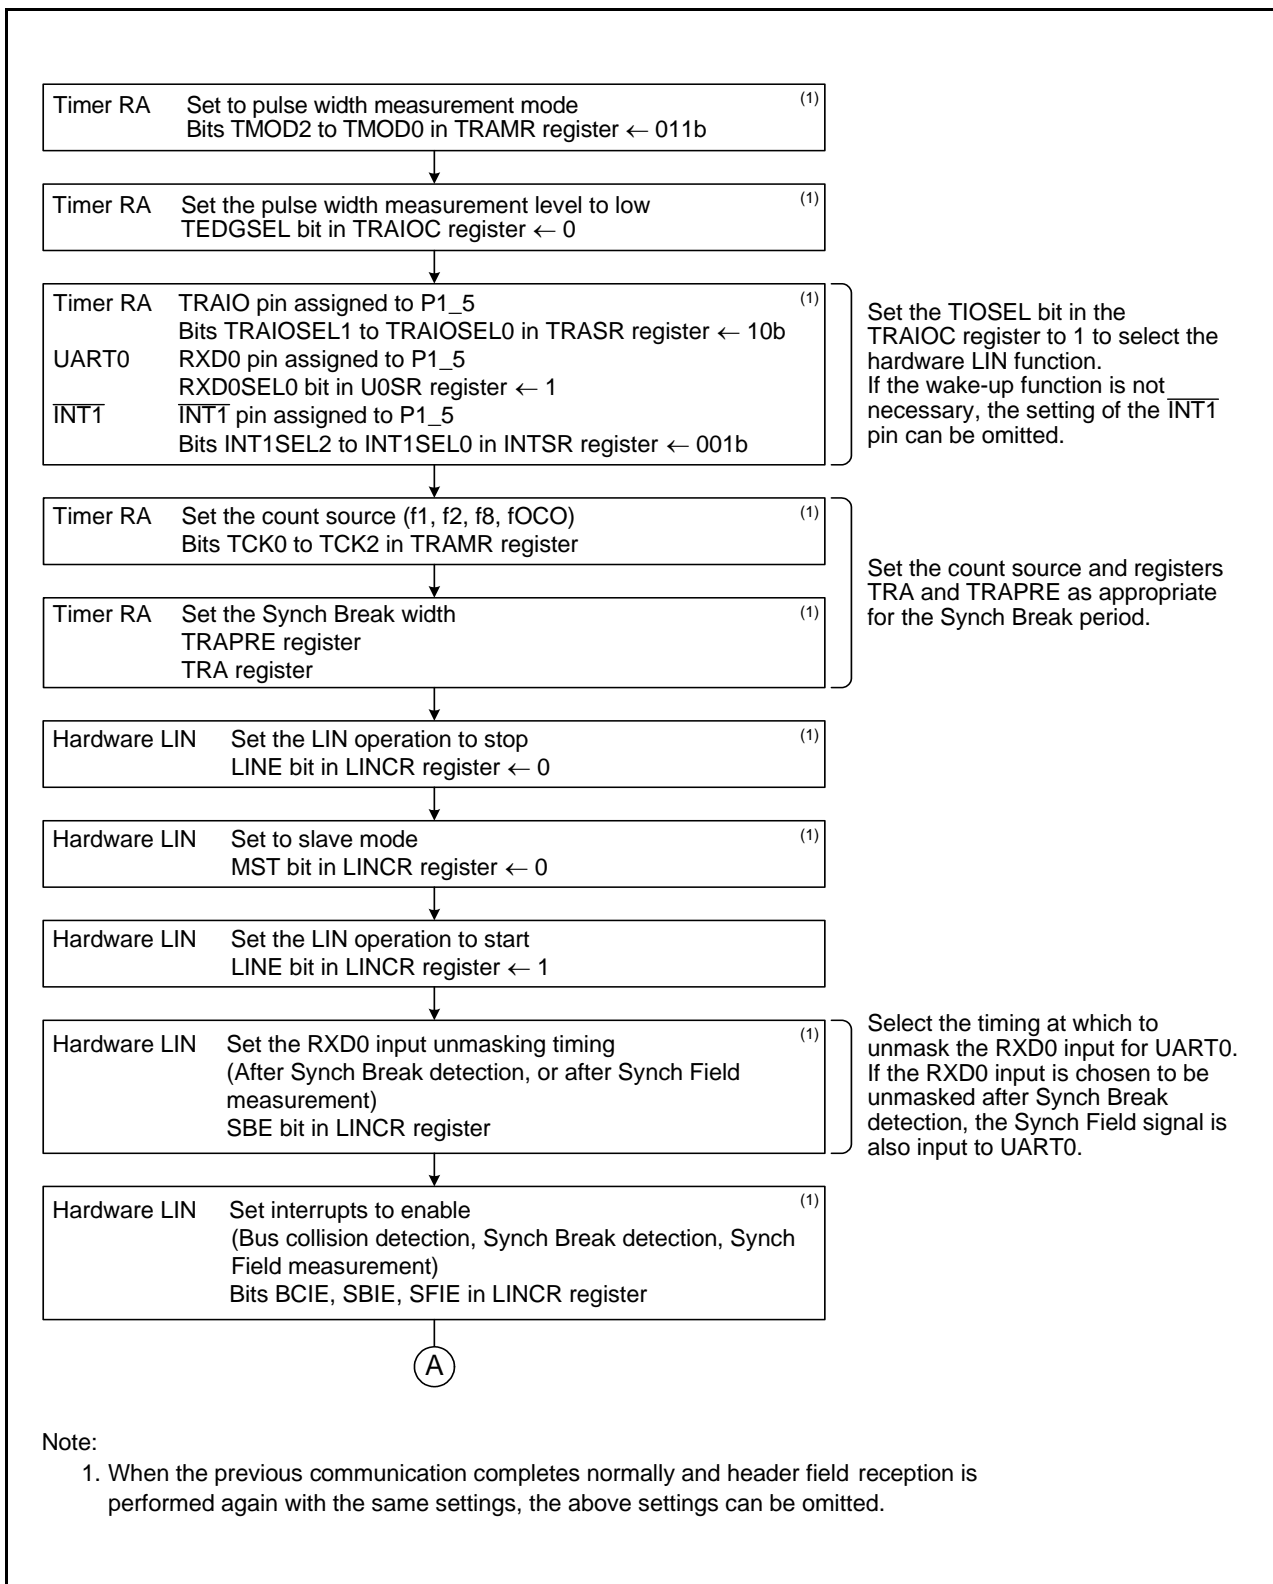 Timer RA Set to pulse width measurement mode (1)
Bits TMOD2 to TMOD0 in TRAMR register ← 011b
Timer RA Set the pulse width measurement level to low (1)
TEDGSEL bit in TRAIOC register ← 0
Timer RA TRAIO pin assigned to P1_5 (1)
Bits TRAIOSEL1 to TRAIOSEL0 in TRASR register ← 10b
UART0 RXD0 pin assigned to P1_5
RXD0SEL0 bit in U0SR register ← 1
INT1 INT1 pin assigned to P1_5
Bits INT1SEL2 to INT1SEL0 in INTSR register ← 001b
Set the TIOSEL bit in the
TRAIOC register to 1 to select the
hardware LIN function.
If the wake-up function is not
necessary, the setting of the INT1
pin can be omitted.
Timer RA Set the count source (f1, f2, f8, fOCO) (1)
Bits TCK0 to TCK2 in TRAMR register
Timer RA Set the Synch Break width (1)
TRAPRE register
TRA register
Set the count source and registers
TRA and TRAPRE as appropriate
for the Synch Break period.
Hardware LIN Set the LIN operation to stop (1)
LINE bit in LINCR register ← 0
Hardware LIN Set to slave mode (1)
MST bit in LINCR register ← 0
Hardware LIN Set the LIN operation to start
LINE bit in LINCR register ← 1
Hardware LIN Set the RXD0 input unmasking timing (1)
(After Synch Break detection, or after Synch Field
measurement)
SBE bit in LINCR register
Select the timing at which to
unmask the RXD0 input for UART0.
If the RXD0 input is chosen to be
unmasked after Synch Break
detection, the Synch Field signal is
also input to UART0.
Hardware LIN Set interrupts to enable (1)
(Bus collision detection, Synch Break detection, Synch
Field measurement)
Bits BCIE, SBIE, SFIE in LINCR register
A
Note:
1. When the previous communication completes normally and header field reception is
performed again with the same settings, the above settings can be omitted.